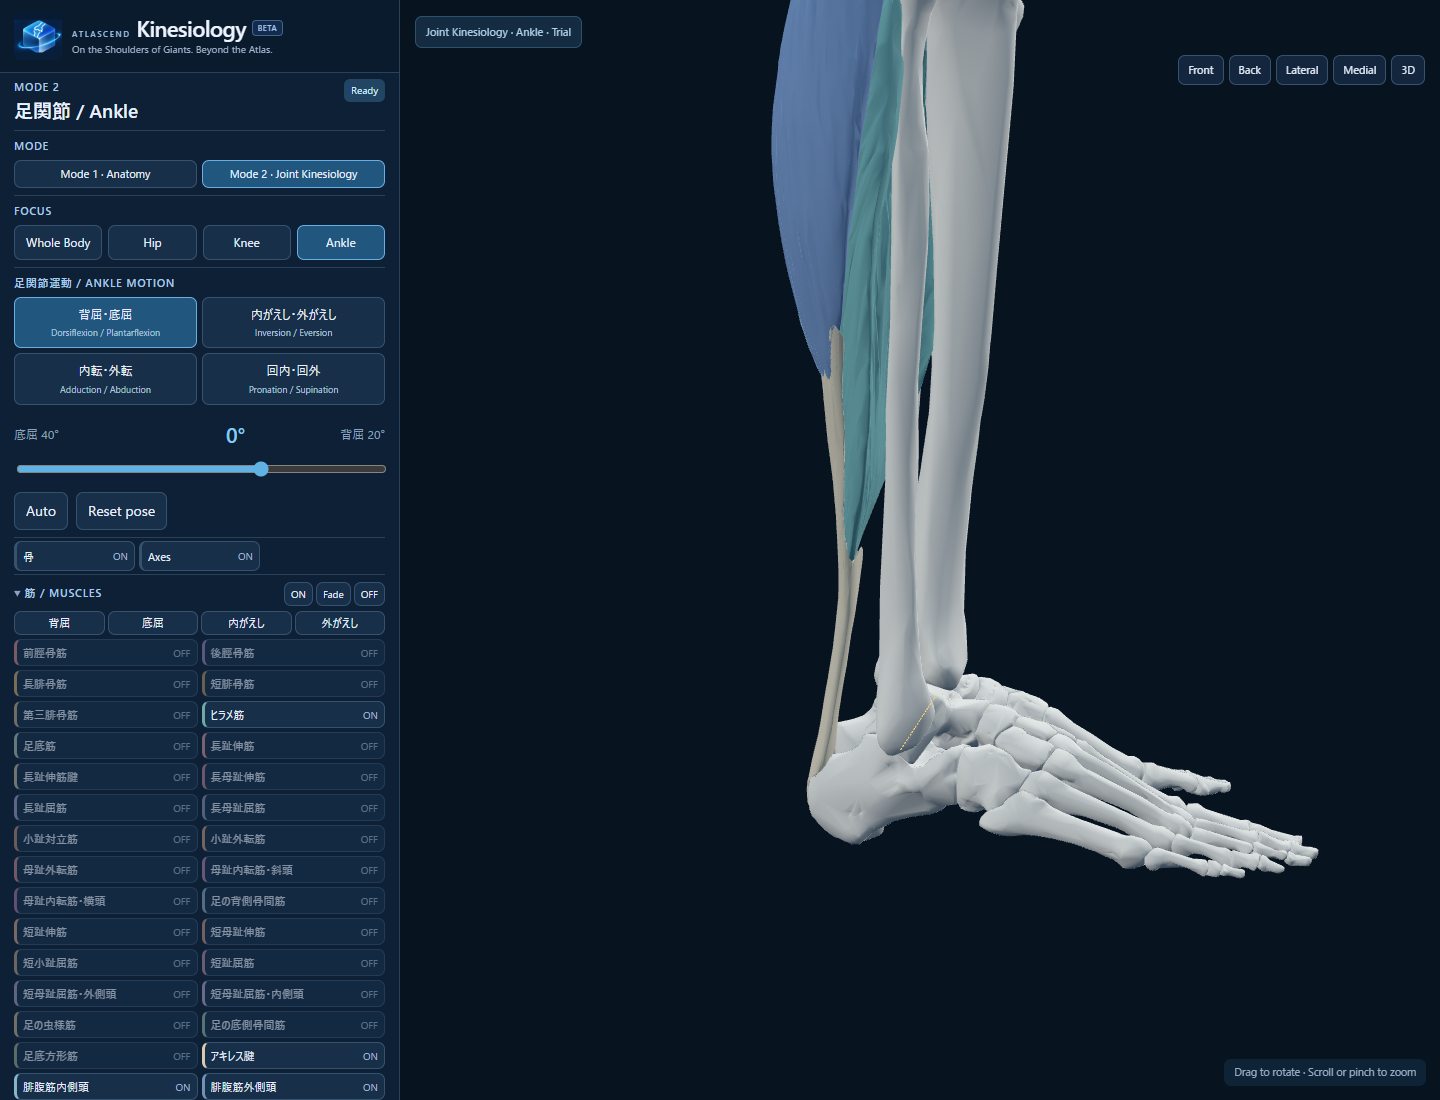 ATLASCEND Kinesiology BETA
On the Shoulders of Giants. Beyond the Atlas.
MODE 2
Ready
足関節 / Ankle
MODE
Mode 1 · Anatomy
Mode 2 · Joint Kinesiology
FOCUS
Whole Body
Hip
Knee
Ankle
足関節運動 / ANKLE MOTION
背屈・底屈
Dorsiflexion / Plantarflexion
内がえし・外がえし
Inversion / Eversion
内転・外転
Adduction / Abduction
回内・回外
Pronation / Supination
底屈 40°
0°
背屈 20°
Auto
Reset pose
骨 ON
Axes ON
▼ 筋 / MUSCLES
ON
Fade
OFF
背屈
底屈
内がえし
外がえし
前脛骨筋 OFF
後脛骨筋 OFF
長腓骨筋 OFF
短腓骨筋 OFF
第三腓骨筋 OFF
ヒラメ筋 ON
足底筋 OFF
長趾伸筋 OFF
長趾伸筋腱 OFF
長母趾伸筋 OFF
長趾屈筋 OFF
長母趾屈筋 OFF
小趾対立筋 OFF
小趾外転筋 OFF
母趾外転筋 OFF
母趾内転筋・斜頭 OFF
母趾内転筋・横頭 OFF
足の背側骨間筋 OFF
短趾伸筋 OFF
短母趾伸筋 OFF
短小趾屈筋 OFF
短趾屈筋 OFF
短母趾屈筋・外側頭 OFF
短母趾屈筋・内側頭 OFF
足の虫様筋 OFF
足の底側骨間筋 OFF
足底方形筋 OFF
アキレス腱 ON
腓腹筋内側頭 ON
腓腹筋外側頭 ON
Joint Kinesiology · Ankle · Trial
Front
Back
Lateral
Medial
3D
Drag to rotate · Scroll or pinch to zoom